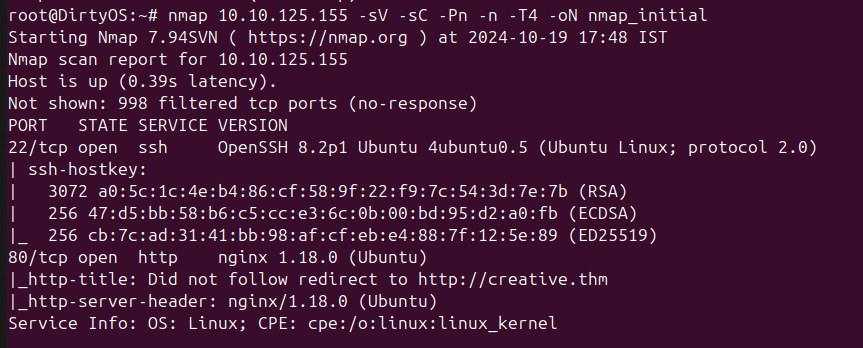 root@DirtyOS:~# nmap 10.10.125.155 -sV -sC -Pn -n -T4 -oN nmap_initial
Starting Nmap 7.94SVN ( https://nmap.org ) at 2024-10-19 17:48 IST
Nmap scan report for 10.10.125.155
Host is up (0.39s latency).
Not shown: 998 filtered tcp ports (no-response)
PORT   STATE SERVICE VERSION
22/tcp open  ssh     OpenSSH 8.2p1 Ubuntu 4ubuntu0.5 (Ubuntu Linux; protocol 2.0)
| ssh-hostkey:
|   3072 a0:5c:1c:4e:b4:86:cf:58:9f:22:f9:7c:54:3d:7e:7b (RSA)
|   256 47:d5:bb:58:b6:c5:cc:e3:6c:0b:00:bd:95:d2:a0:fb (ECDSA)
|_  256 cb:7c:ad:31:41:bb:98:af:cf:eb:e4:88:7f:12:5e:89 (ED25519)
80/tcp open  http    nginx 1.18.0 (Ubuntu)
|_http-title: Did not follow redirect to http://creative.thm
|_http-server-header: nginx/1.18.0 (Ubuntu)
Service Info: OS: Linux; CPE: cpe:/o:linux:linux_kernel